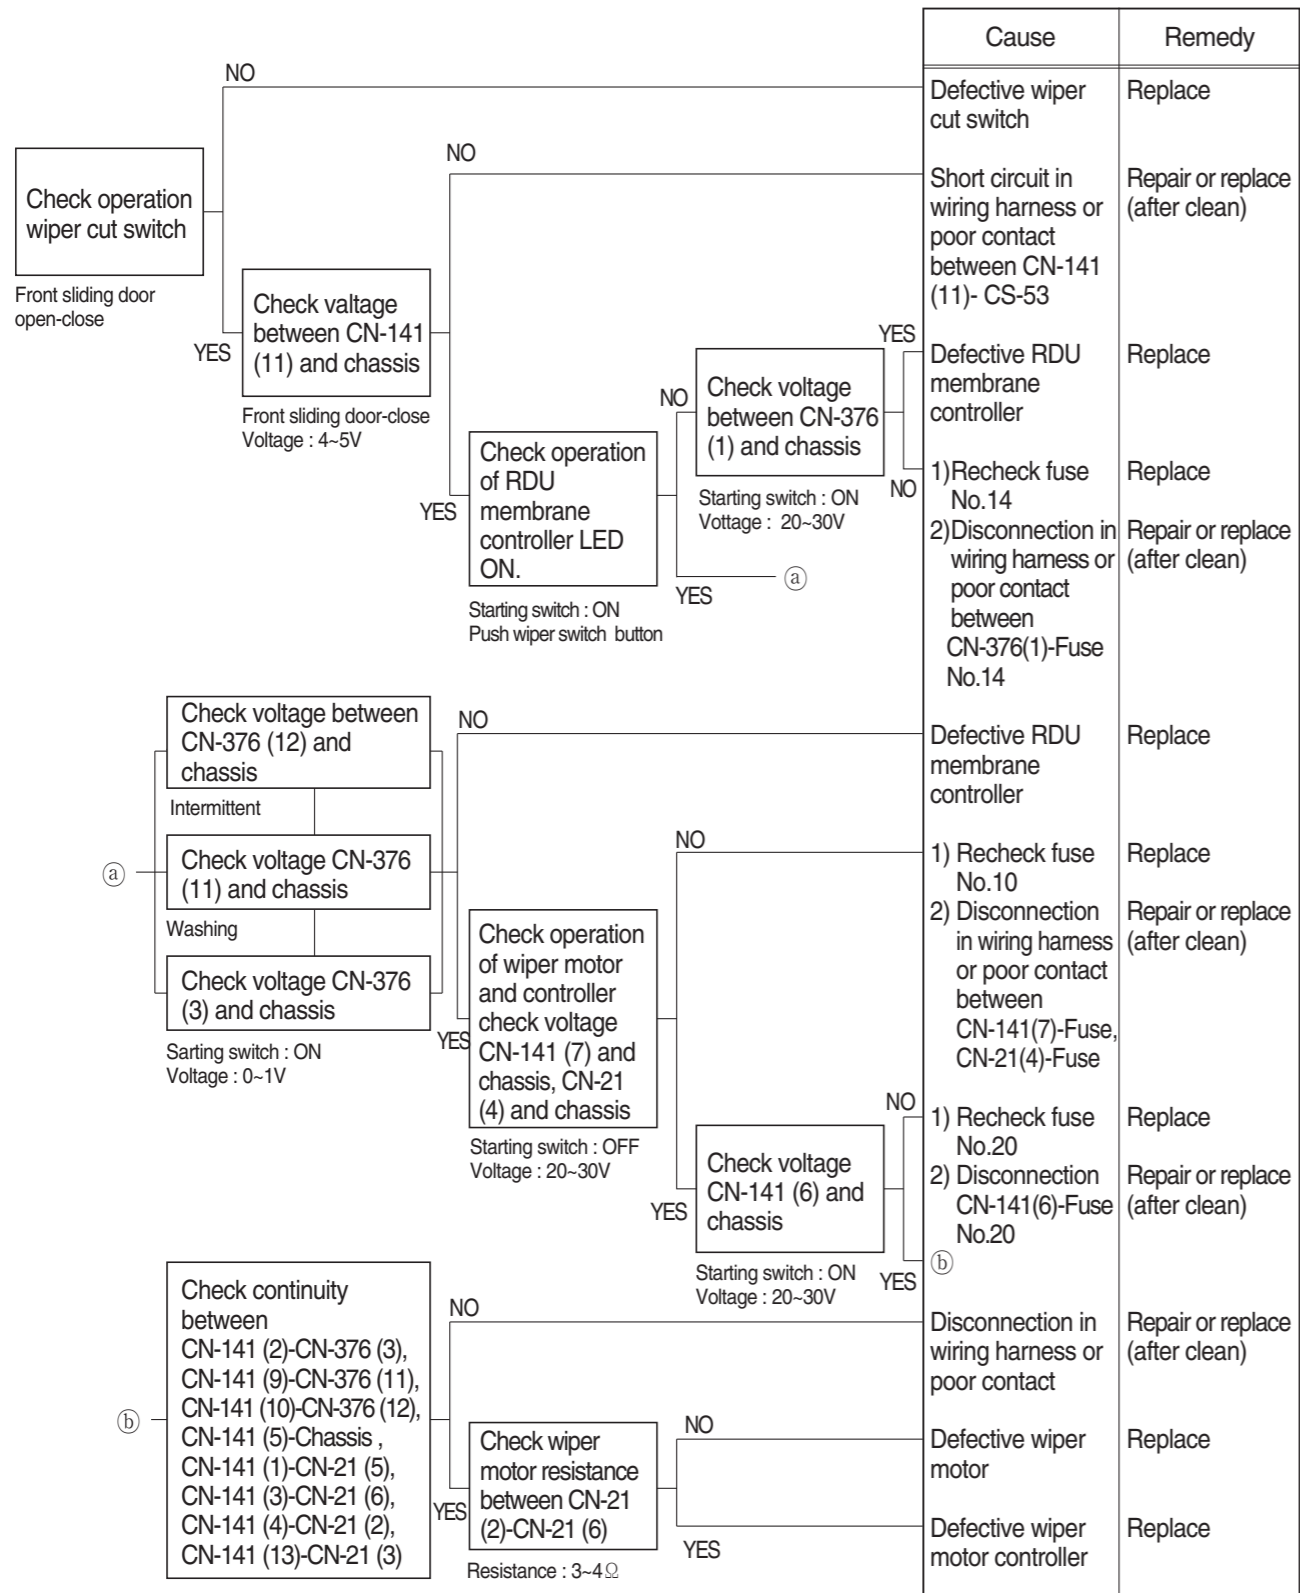 Cause
Remedy
NO
Defective wiper
cut switch
Replace
Check operation
wiper cut switch
Front sliding door
open-close
NO
Short circuit in
wiring harness or
poor contact
between CN-141
(11)- CS-53
Repair or replace
(after clean)
YES
Check valtage
between CN-141
(11) and chassis
Front sliding door-close
Voltage : 4~5V
YES
Check operation
of RDU
membrane
controller LED
ON.
Starting switch : ON
Push wiper switch button
NO
Check voltage
between CN-376
(1) and chassis
Starting switch : ON
Vottage : 20~30V
YES
Defective RDU
membrane
controller
Replace
NO
1)Recheck fuse
No.14
Replace
2)Disconnection in
wiring harness or
poor contact
between
CN-376(1)-Fuse
No.14
Repair or replace
(after clean)
YES
ⓐ
ⓐ
Check voltage between
CN-376 (12) and
chassis
Intermittent
Check voltage CN-376
(11) and chassis
Washing
Check voltage CN-376
(3) and chassis
Sarting switch : ON
Voltage : 0~1V
NO
Defective RDU
membrane
controller
Replace
YES
Check operation
of wiper motor
and controller
check voltage
CN-141 (7) and
chassis, CN-21
(4) and chassis
Starting switch : OFF
Voltage : 20~30V
NO
1) Recheck fuse
No.10
Replace
2) Disconnection
in wiring harness
or poor contact
between
CN-141(7)-Fuse,
CN-21(4)-Fuse
Repair or replace
(after clean)
YES
Check voltage
CN-141 (6) and
chassis
Starting switch : ON
Voltage : 20~30V
NO
1) Recheck fuse
No.20
Replace
2) Disconnection
CN-141(6)-Fuse
No.20
Repair or replace
(after clean)
YES
ⓑ
ⓑ
Check continuity
between
CN-141 (2)-CN-376 (3),
CN-141 (9)-CN-376 (11),
CN-141 (10)-CN-376 (12),
CN-141 (5)-Chassis ,
CN-141 (1)-CN-21 (5),
CN-141 (3)-CN-21 (6),
CN-141 (4)-CN-21 (2),
CN-141 (13)-CN-21 (3)
NO
Disconnection in
wiring harness or
poor contact
Repair or replace
(after clean)
YES
Check wiper
motor resistance
between CN-21
(2)-CN-21 (6)
Resistance : 3~4Ω
NO
Defective wiper
motor
Replace
YES
Defective wiper
motor controller
Replace